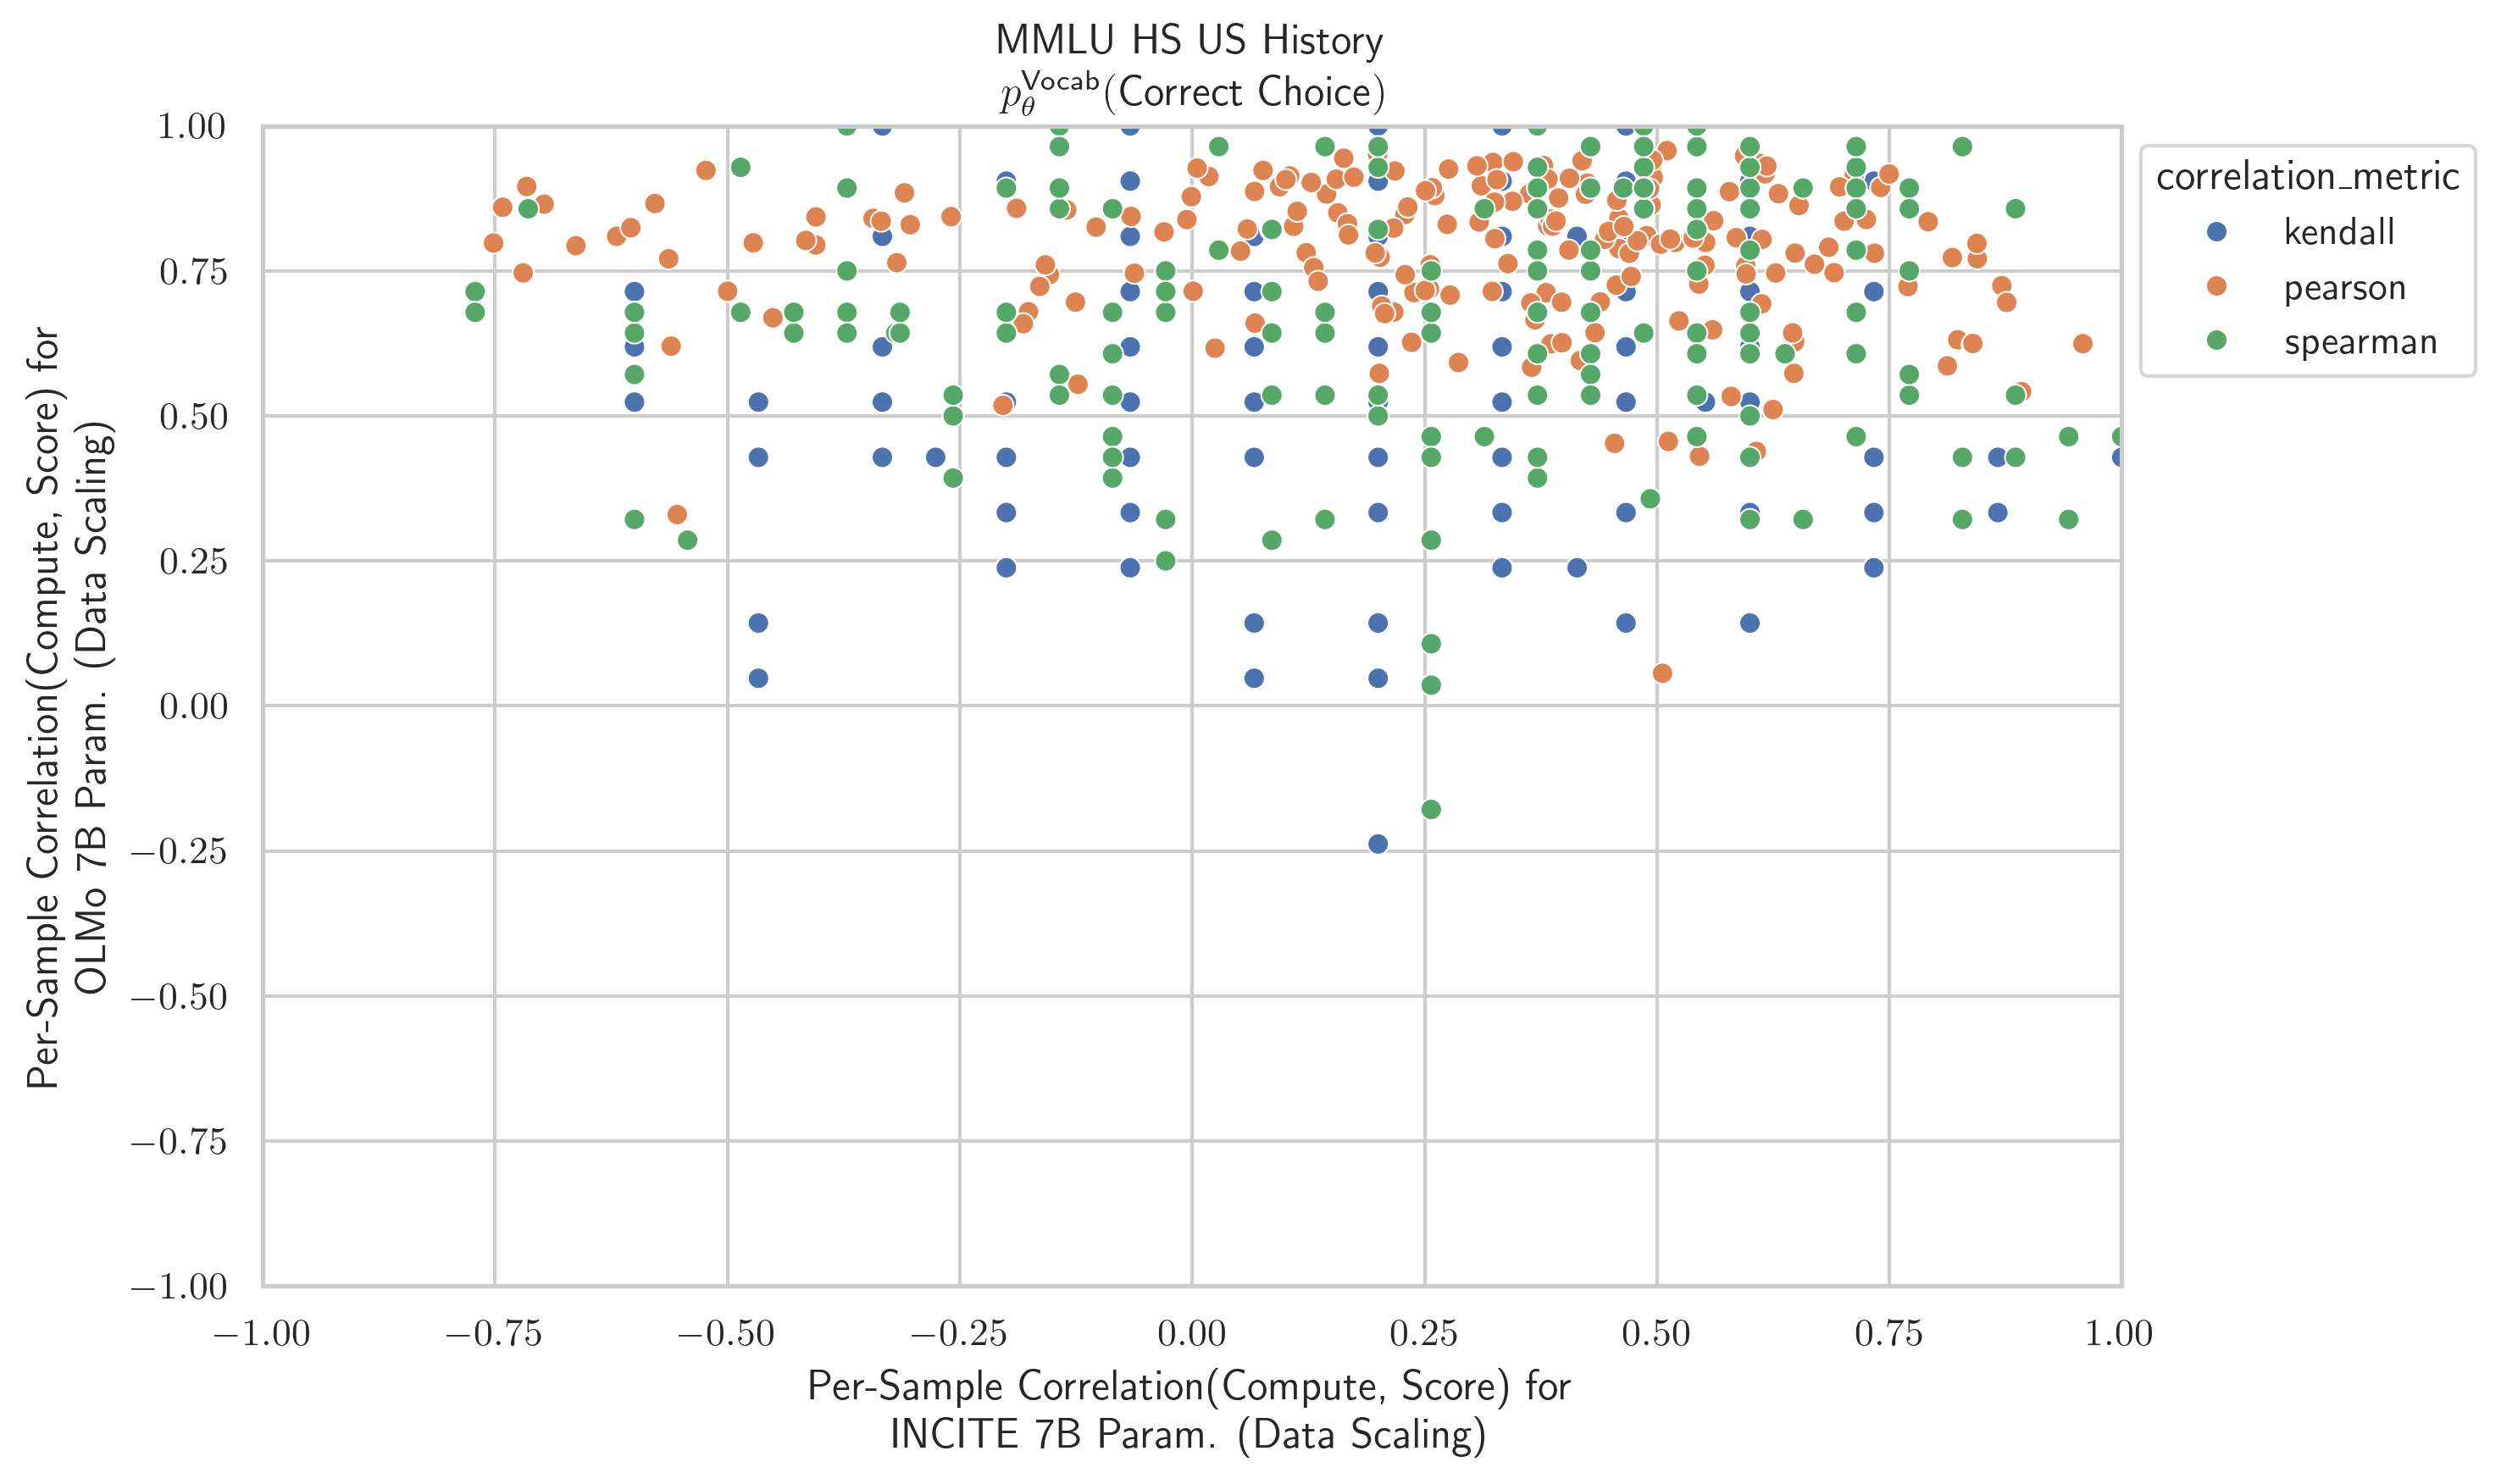 MMLU HS US History
p_θ^Vocab(Correct Choice)
1.00
0.75
0.50
0.25
0.00
−0.25
−0.50
−0.75
−1.00
Per-Sample Correlation(Compute, Score) for
OLMo 7B Param. (Data Scaling)
−1.00 −0.75 −0.50 −0.25 0.00 0.25 0.50 0.75 1.00
Per-Sample Correlation(Compute, Score) for
INCITE 7B Param. (Data Scaling)
correlation_metric
kendall
pearson
spearman